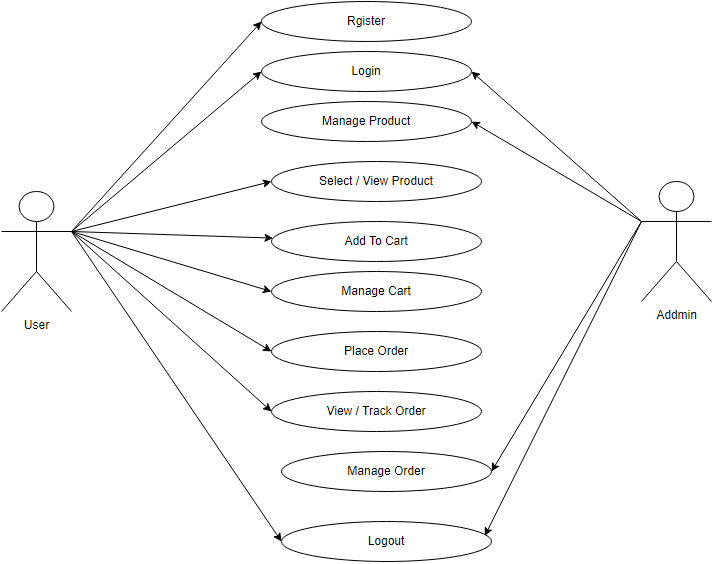 Rgister
Login
Manage Product
Select / View Product
Add To Cart
Manage Cart
User
Addmin
Place Order
View / Track Order
Manage Order
Logout